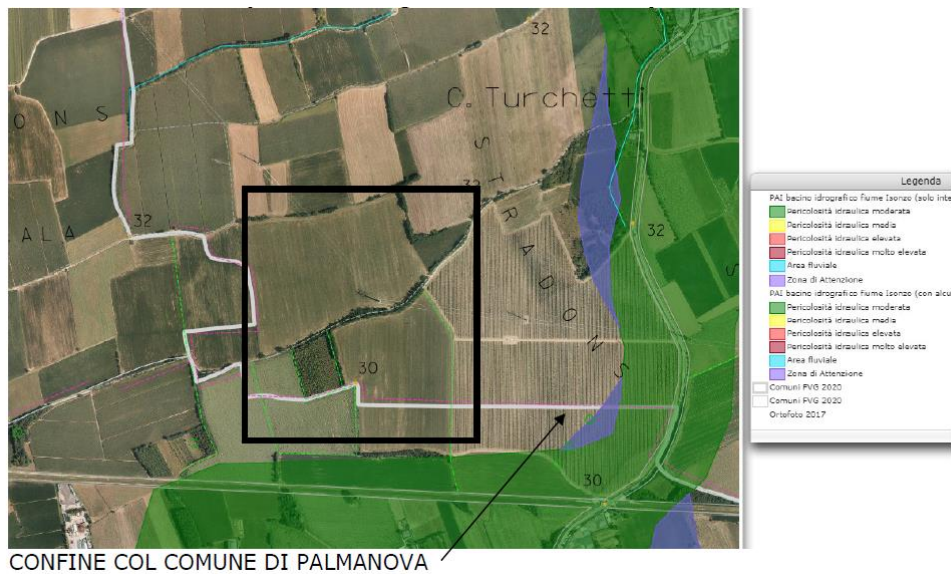 32
C. Turchetti
O N S
32
S T R A D O N S
32
A L A
32
30
30
CONFINE COL COMUNE DI PALMANOVA
Legenda
PAI bacino idrografico fiume Isonzo (solo inte
Pericolosità idraulica moderata
Pericolosità idraulica media
Pericolosità idraulica elevata
Pericolosità idraulica molto elevata
Area fluviale
Zona di Attenzione
PAI bacino idrografico fiume Isonzo (con alcu
Pericolosità idraulica moderata
Pericolosità idraulica media
Pericolosità idraulica elevata
Pericolosità idraulica molto elevata
Area fluviale
Zona di Attenzione
Comuni FVG 2020
Comuni FVG 2020
Ortofoto 2017